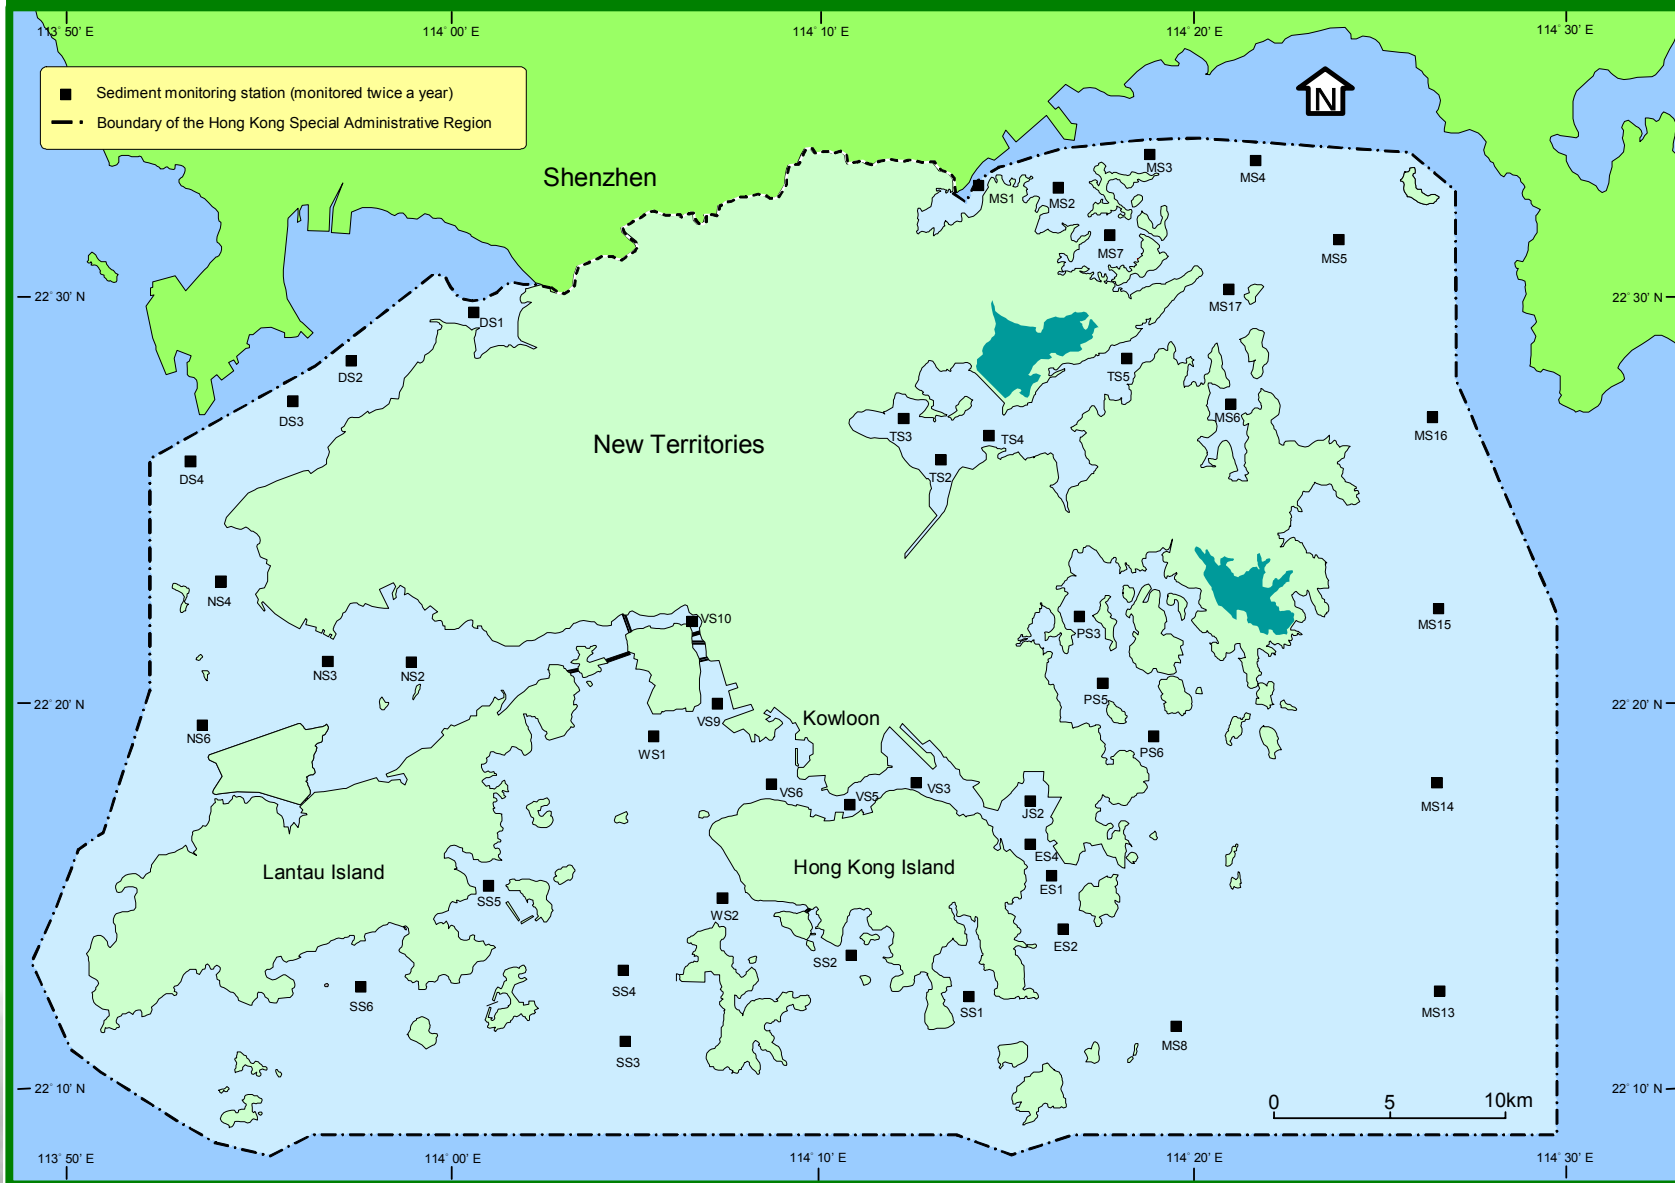 113° 50' E
114° 00' E
114° 10' E
114° 20' E
114° 30' E
Sediment monitoring station (monitored twice a year)
Boundary of the Hong Kong Special Administrative Region
N
Shenzhen
MS3
MS4
MS1
MS2
MS7
MS5
22° 30' N
22° 30' N
MS17
DS1
DS2
TS5
DS3
MS6
MS16
New Territories
TS3
TS4
DS4
TS2
NS4
VS10
PS3
MS15
NS3
NS2
PS5
22° 20' N
22° 20' N
VS9
Kowloon
NS6
WS1
PS6
VS6
VS5
VS3
MS14
JS2
ES4
Lantau Island
Hong Kong Island
ES1
SS5
WS2
ES2
SS2
SS4
SS6
SS1
MS13
MS8
SS3
22° 10' N
22° 10' N
0
5
10km
113° 50' E
114° 00' E
114° 10' E
114° 20' E
114° 30' E